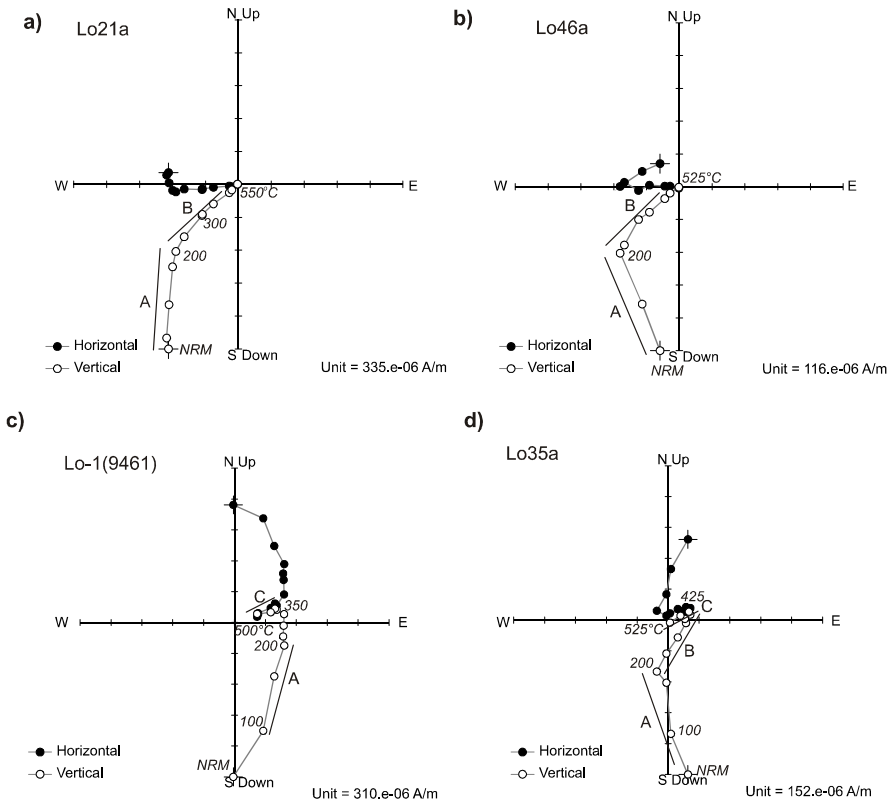 a)
Lo21a
N Up
W
E
550°C
B
300
200
A
Horizontal
Vertical
NRM
S Down
Unit = 335.e-06 A/m
b)
Lo46a
N Up
W
E
525°C
B
200
A
Horizontal
Vertical
S Down
NRM
Unit = 116.e-06 A/m
c)
Lo-1(9461)
N Up
C
350
W
E
500°C
200
A
100
Horizontal
Vertical
NRM
S Down
Unit = 310.e-06 A/m
d)
Lo35a
N Up
425
C
W
E
525°C
B
200
A
100
Horizontal
Vertical
NRM
S Down
Unit = 152.e-06 A/m